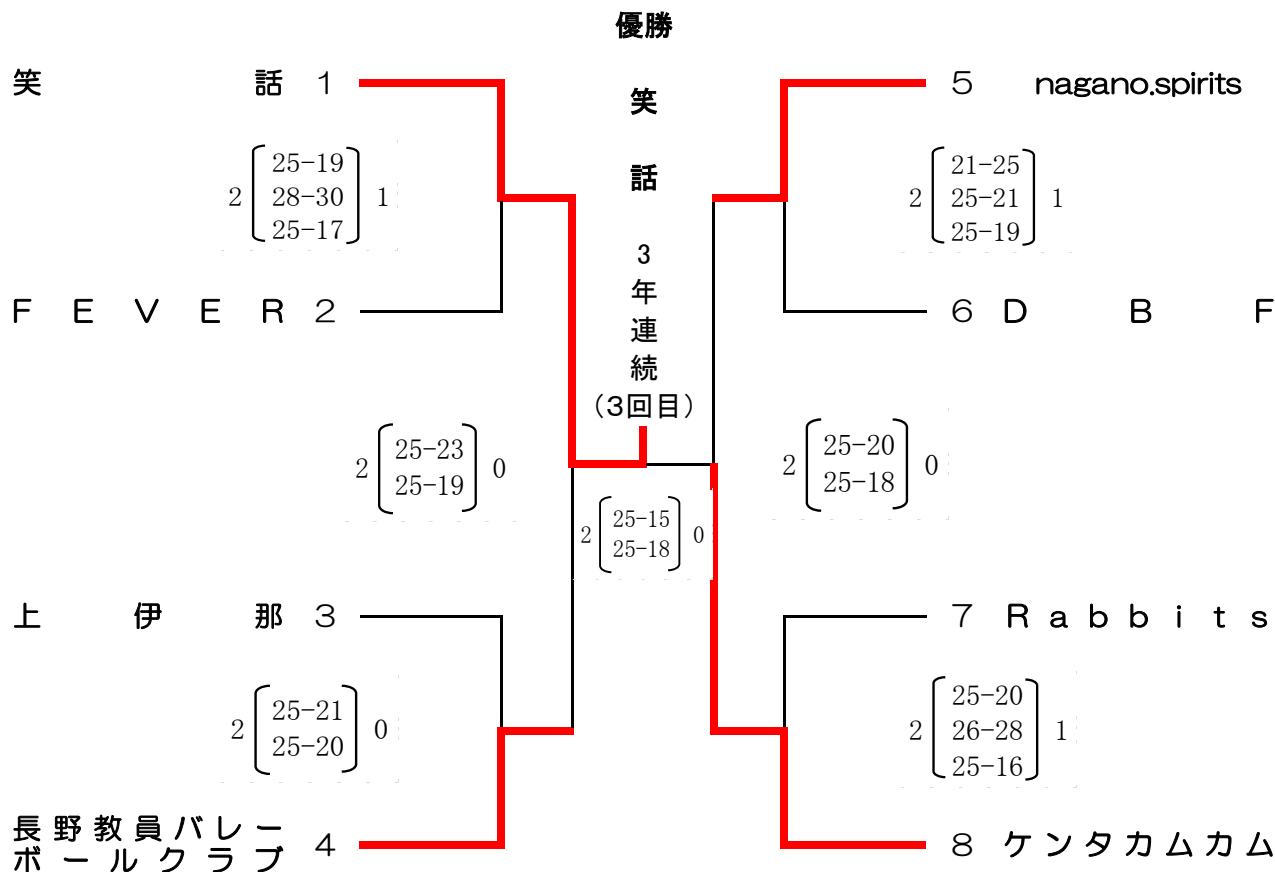 優勝
笑話
3年連続
(3回目)
笑話 1
2 25-19 1
28-30
25-17
FEVER 2
2 25-23 0
25-19
上伊那 3
2 25-21 0
25-20
長野教員バレー
ボールクラブ 4
2 25-15 0
25-18
5 nagano.spirits
2 21-25 1
25-21
25-19
6 DBF
2 25-20 0
25-18
7 Rabbits
2 25-20 1
26-28
25-16
8 ケンタカムカム